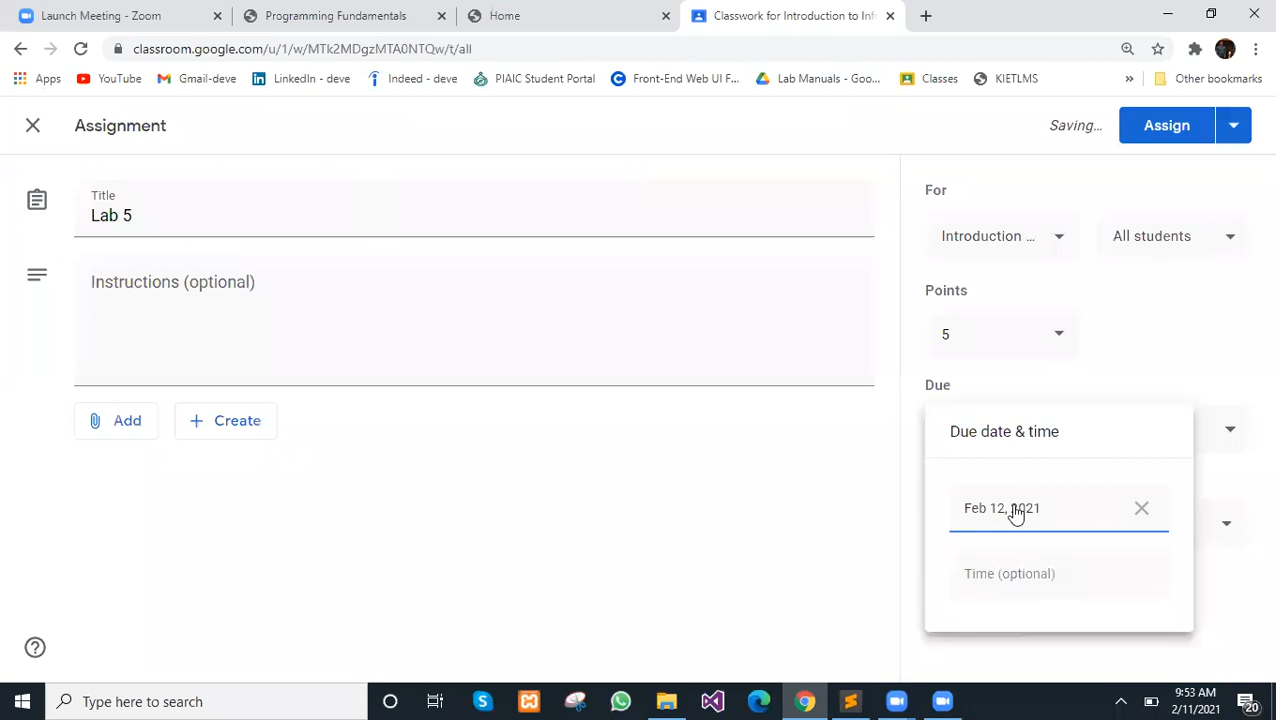 Launch Meeting - Zoom
Programming Fundamentals
Home
Classwork for Introduction to Inf
classroom.google.com/u/1/w/MTk2MDgzMTA0NTQw/t/all
Apps
YouTube
Gmail-deve
LinkedIn - deve
Indeed - deve
PIAIC Student Portal
Front-End Web UI F...
Lab Manuals - Goo...
Classes
KIETLMS
»
Other bookmarks
Assignment
Saving...
Assign
Title
Lab 5
Instructions (optional)
Add
Create
For
Introduction ...
All students
Points
5
Due
Due date & time
Feb 12, 2021
Time (optional)
Type here to search
9:53 AM
2/11/2021
20